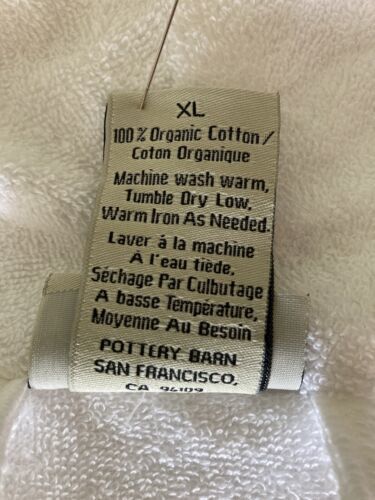 XL
100% Organic Cotton/
Coton Organique
Machine wash warm,
Tumble Dry Low,
Warm Iron As Needed.
Laver á la machine
À l'eau tiède,
Séchage Par Culbutage
A basse Température,
Moyenne Au Besoin
POTTERY BARN
SAN FRANCISCO,
CA 94109